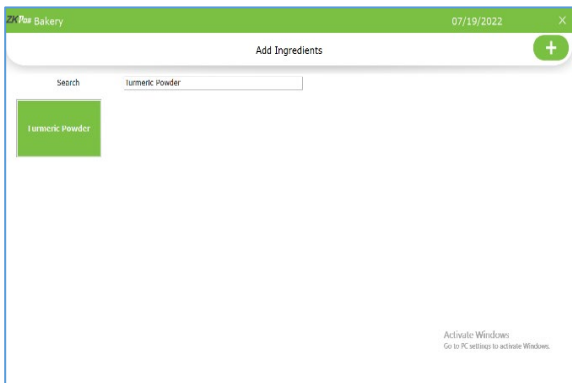 ZKPos Bakery 07/19/2022 X
Add Ingredients +
Search Turmeric Powder
Turmeric Powder
Activate Windows
Go to PC settings to activate Windows.